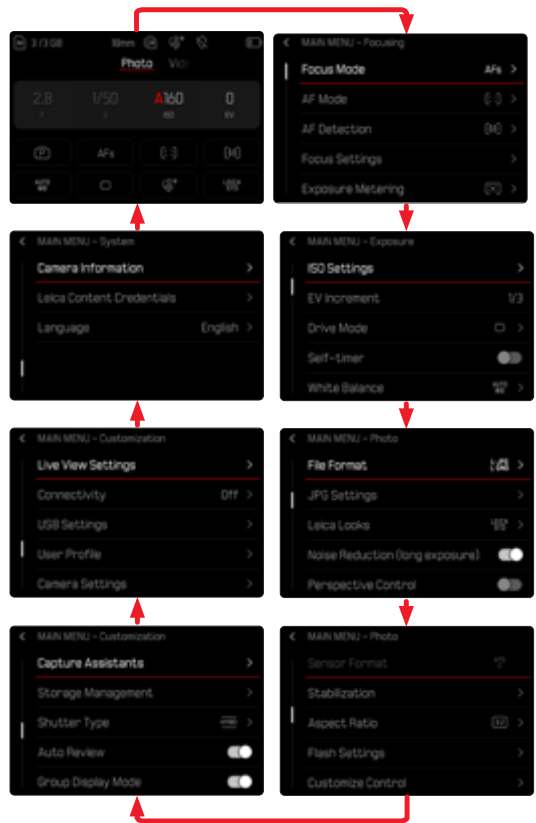 Photo Vid
2.8 1/50 A160 0
F S ISO EV
P AFs
AUTO WB
MAIN MENU - Focusing
Focus Mode AFs
AF Mode
AF Detection
Focus Settings
Exposure Metering
MAIN MENU - System
Camera Information
Leica Content Credentials
Language English
MAIN MENU - Exposure
ISO Settings
EV Increment 1/3
Drive Mode
Self-timer
White Balance AUTO WB
MAIN MENU - Customization
Live View Settings
Connectivity Off
USB Settings
User Profile
Camera Settings
MAIN MENU - Photo
File Format
JPG Settings
Leica Looks
Noise Reduction (long exposure)
Perspective Control
MAIN MENU - Customization
Capture Assistants
Storage Management
Shutter Type
Auto Review
Group Display Mode
MAIN MENU - Photo
Sensor Format
Stabilization
Aspect Ratio
Flash Settings
Customize Control